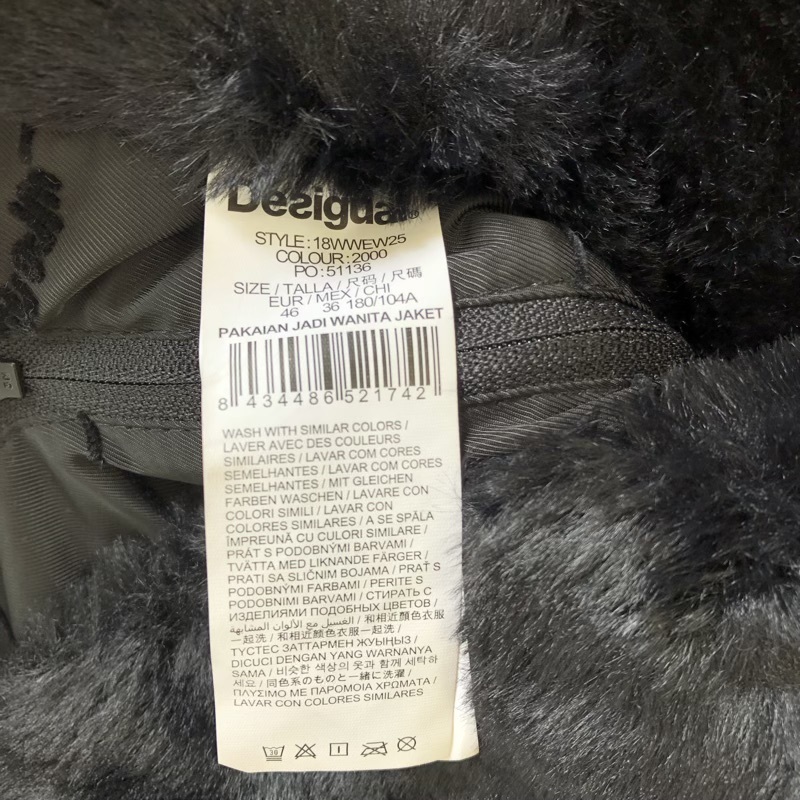 Desigual®
STYLE : 18WWEW25
COLOUR : 2000
PO : 51136
SIZE / TALLA / 尺码 / 尺碼
EUR / MEX / CHI
46 36 180/104A
PAKAIAN JADI WANITA JAKET
8 434486 521742
WASH WITH SIMILAR COLORS /
LAVER AVEC DES COULEURS
SIMILAIRES / LAVAR COM CORES
SEMELHANTES / LAVAR COM CORES
SEMELHANTES / MIT GLEICHEN
FARBEN WASCHEN / LAVARE CON
COLORI SIMILI / LAVAR CON
COLORES SIMILARES / A SE SPĂLA
ÎMPREUNĂ CU CULORI SIMILARE /
PRÁT S PODOBNÝMI BARVAMI /
TVÄTTA MED LIKNANDE FÄRGER /
PRATI SA SLIČNIM BOJAMA / PRAŤ S
PODOBNÝMI FARBAMI / PERITE S
PODOBNIMI BARVAMI / СТИРАТЬ С
ИЗДЕЛИЯМИ ПОДОБНЫХ ЦВЕТОВ /
الغسيل مع الألوان المشابهة / 和相近顏色衣服
一起洗 / 和相近颜色衣服一起洗 /
ТҮСТЕС ЗАТТАРМЕН ЖУЫҢЫЗ /
DICUCI DENGAN YANG WARNANYA
SAMA / 비슷한 색상의 옷과 함께 세탁하
세요 / 同色系のものと一緒に洗濯 /
ΠΛΥΣΙΜΟ ΜΕ ΠΑΡΟΜΟΙΑ ΧΡΩΜΑΤΑ /
LAVAR CON COLORES SIMILARES
30